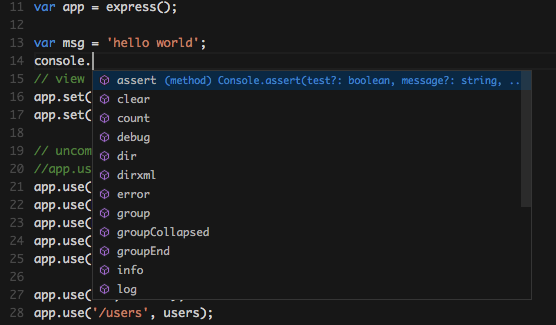 11 var app = express();
12
13 var msg = 'hello world';
14 console.
assert (method) Console.assert(test?: boolean, message?: string, ..
clear
count
debug
dir
dirxml
error
group
groupCollapsed
groupEnd
info
log
15 // view
16 app.set(
17 app.set(
18
19 // uncom
20 //app.us
21 app.use(
22 app.use(
23 app.use(
24 app.use(
25 app.use(
26
27 app.use(
28 app.use('/users', users);